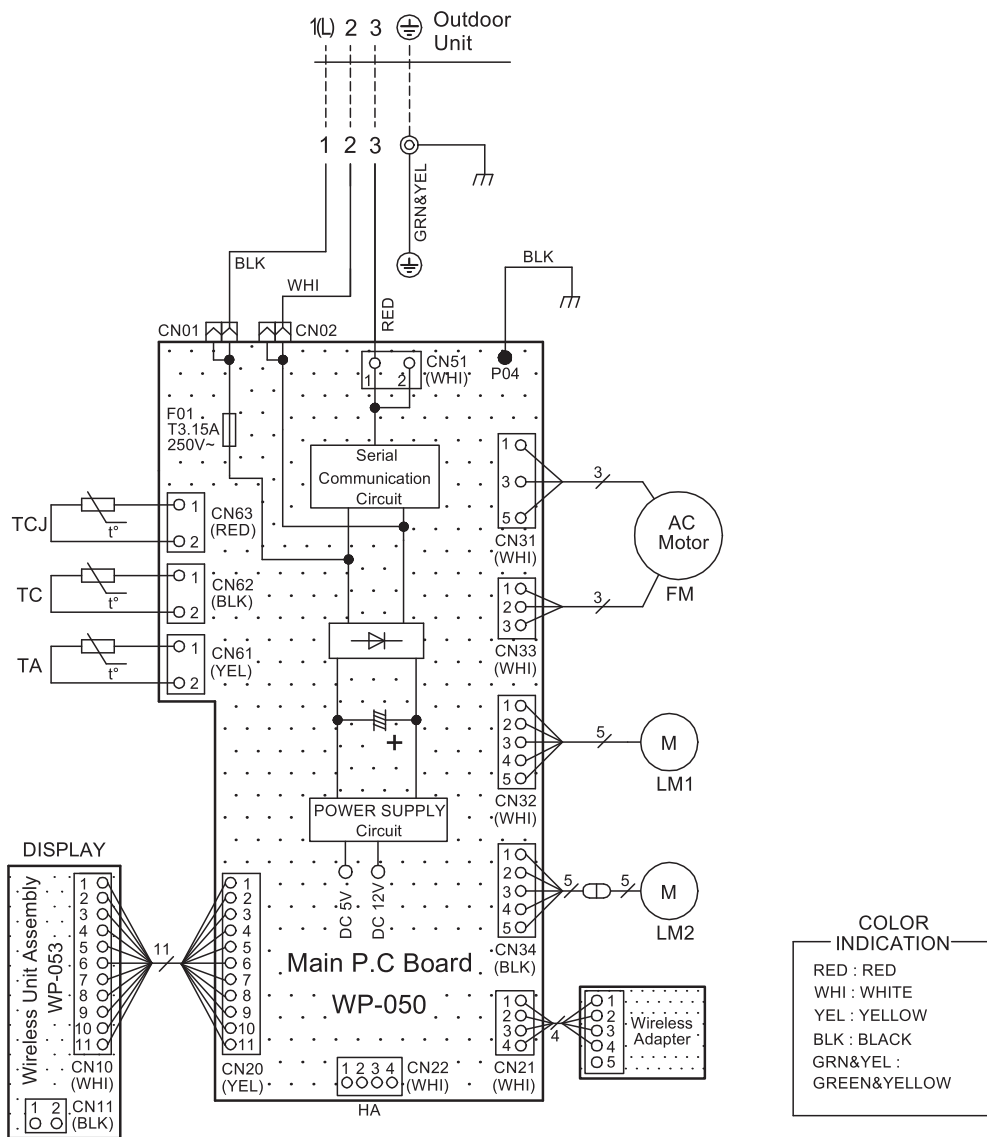 1(L) 2 3 Outdoor
Unit
1 2 3
GRN&YEL
BLK
BLK
WHI
RED
CN01
CN02
CN51
(WHI)
1 2
P04
F01
T3.15A
250V~
Serial
Communication
Circuit
1
3
5
CN31
(WHI)
3
AC
Motor
FM
3
1
2
3
CN33
(WHI)
TCJ
t°
1
2
CN63
(RED)
TC
t°
1
2
CN62
(BLK)
TA
t°
1
2
CN61
(YEL)
+
1
2
3
4
5
CN32
(WHI)
5
M
LM1
POWER SUPPLY
Circuit
DC 5V
DC 12V
1
2
3
4
5
CN34
(BLK)
5
5
M
LM2
DISPLAY
Wireless Unit Assembly
WP-053
1
2
3
4
5
6
7
8
9
10
11
CN10
(WHI)
1 2
CN11
(BLK)
11
1
2
3
4
5
6
7
8
9
10
11
CN20
(YEL)
Main P.C Board
WP-050
1 2 3 4
CN22
(WHI)
HA
1
2
3
4
CN21
(WHI)
4
1
2
3
4
5
Wireless
Adapter
COLOR
INDICATION
RED : RED
WHI : WHITE
YEL : YELLOW
BLK : BLACK
GRN&YEL :
GREEN&YELLOW